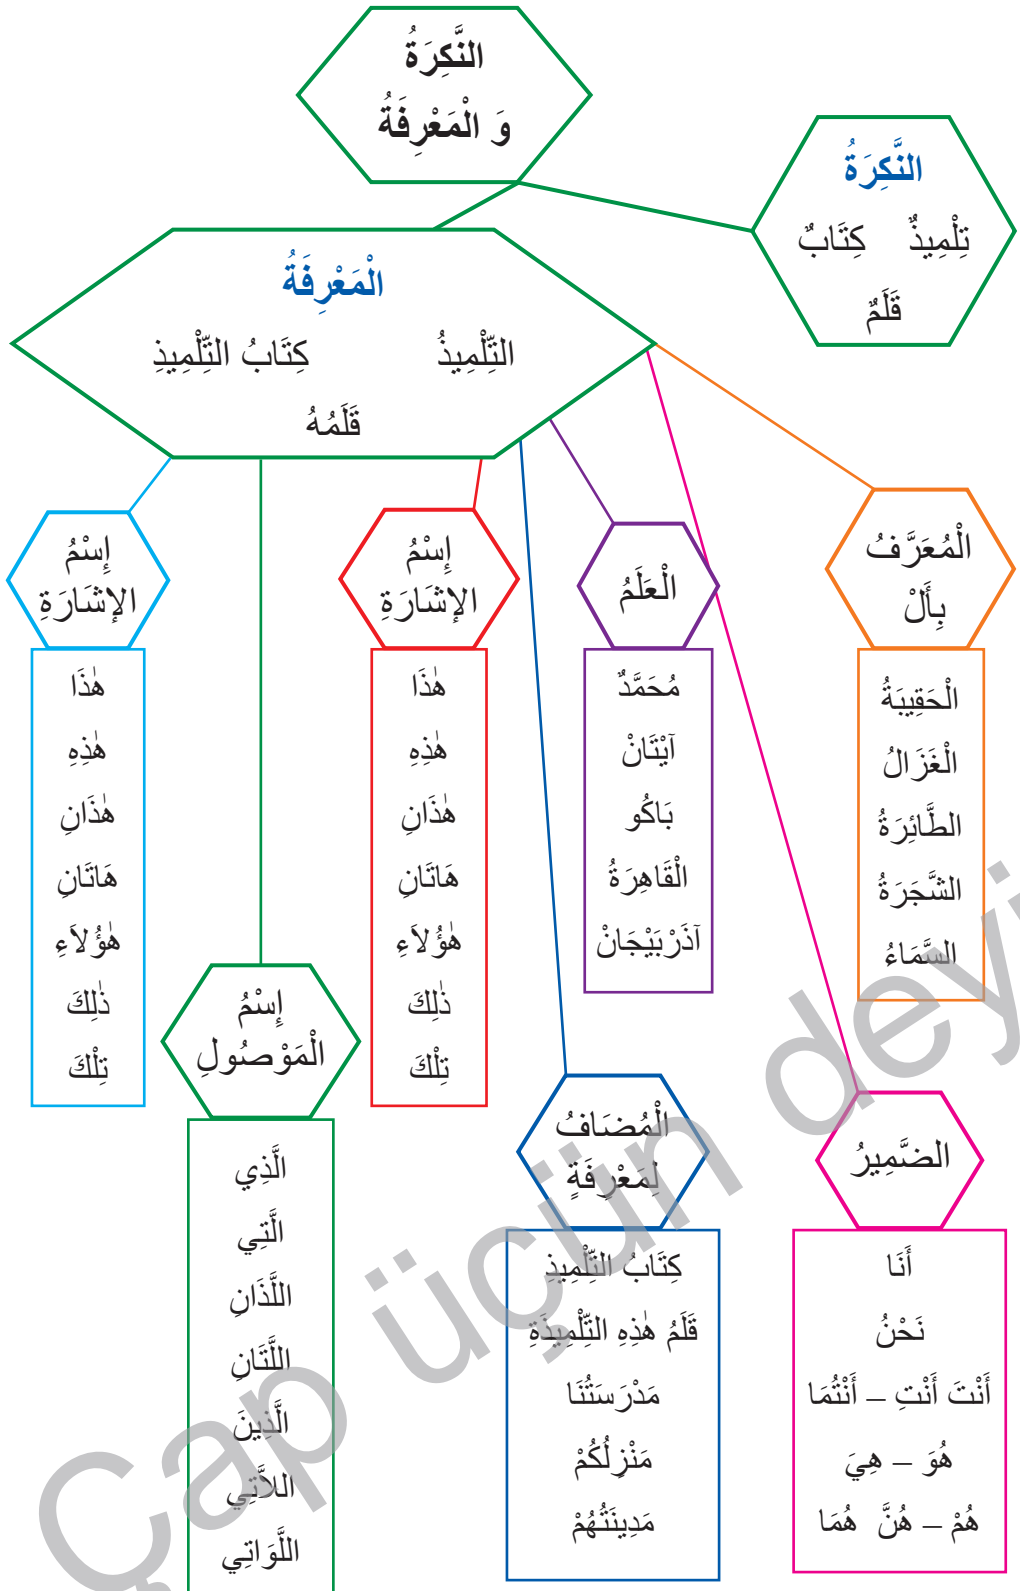 النَّكِرَةُ
وَ الْمَعْرِفَةُ
النَّكِرَةُ
تِلْمِيذٌ كِتَابٌ
قَلَمٌ
الْمَعْرِفَةُ
التِّلْمِيذُ كِتَابُ التِّلْمِيذِ
قَلَمُهُ
الْمُعَرَّفُ
بِأَلْ
الْحَقِيبَةُ
الْغَزَالُ
الطَّائِرَةُ
الشَّجَرَةُ
السَّمَاءُ
الضَّمِيرُ
أَنَا
نَحْنُ
أَنْتَ أَنْتِ – أَنْتُمَا
هُوَ – هِيَ
هُمْ – هُنَّ هُمَا
الْعَلَمُ
مُحَمَّدٌ
آيْتَانْ
بَاكُو
الْقَاهِرَةُ
آذَرْبَيْجَانْ
الْمُضَافُ
لِمَعْرِفَةٍ
كِتَابُ التِّلْمِيذِ
قَلَمُ هٰذِهِ التِّلْمِيذَةِ
مَدْرَسَتُنَا
مَنْزِلُكُمْ
مَدِينَتُهُمْ
إِسْمُ
الإشَارَةِ
هٰذَا
هٰذِهِ
هٰذَانِ
هَاتَانِ
هٰؤُلاَءِ
ذٰلِكَ
تِلْكَ
إِسْمُ
الْمَوْصُولِ
الَّذِي
الَّتِي
اللَّذَانِ
اللَّتَانِ
الَّذِينَ
اللاَّتِي
اللَّوَاتِي
إِسْمُ
الإشَارَةِ
هٰذَا
هٰذِهِ
هٰذَانِ
هَاتَانِ
هٰؤُلاَءِ
ذٰلِكَ
تِلْكَ
Çap üçün deyi